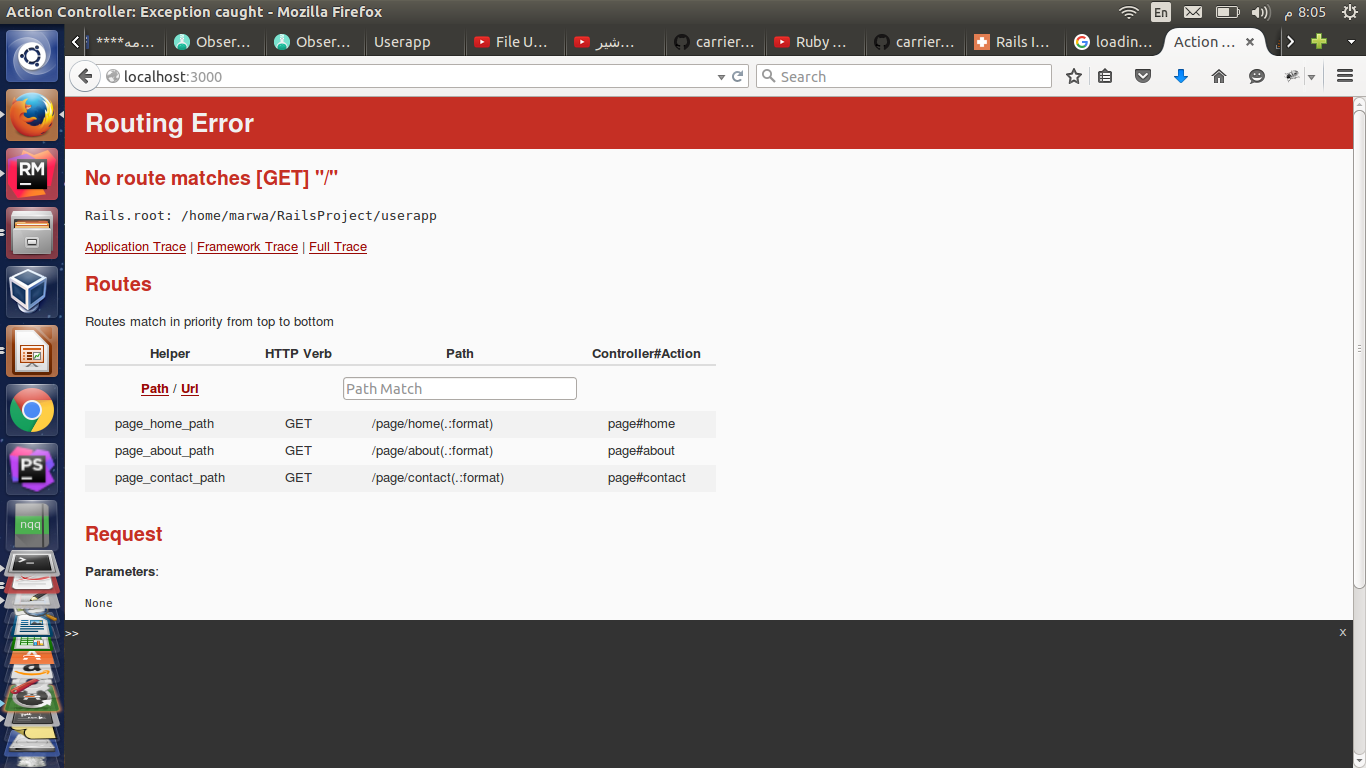 Action Controller: Exception caught - Mozilla Firefox
En
8:05 م
****مه...
Obser...
Obser...
Userapp
File U...
شير...
carrier...
Ruby ...
carrier...
Rails I...
loadin...
Action ...
localhost:3000
Search
Routing Error
No route matches [GET] "/"
Rails.root: /home/marwa/RailsProject/userapp
Application Trace | Framework Trace | Full Trace
Routes
Routes match in priority from top to bottom
Helper HTTP Verb Path Controller#Action
Path / Url Path Match
page_home_path GET /page/home(.:format) page#home
page_about_path GET /page/about(.:format) page#about
page_contact_path GET /page/contact(.:format) page#contact
Request
Parameters:
None
>> x
RM
PS
nqq
>_